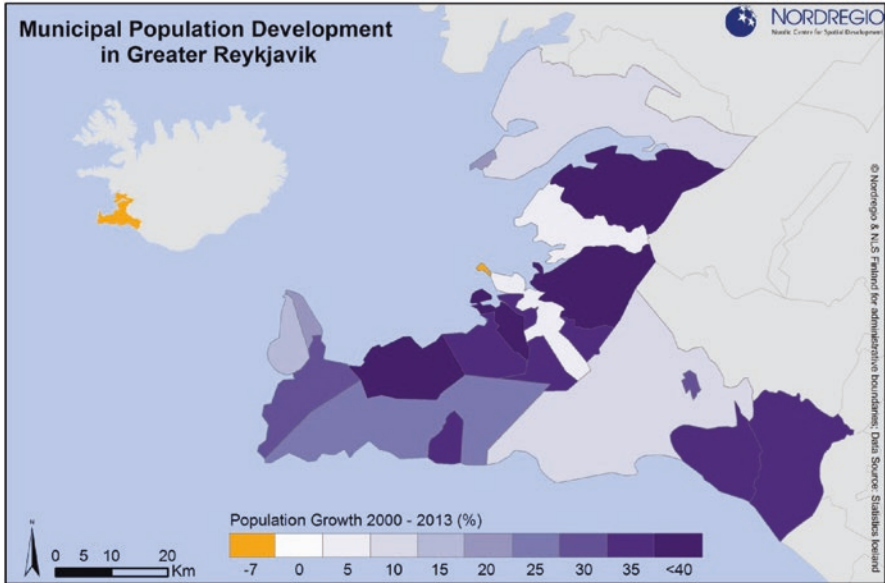 Municipal Population Development
in Greater Reykjavik
NORDREGIO
Nordic Centre for Spatial Development
© Nordregio & NLS Finland for administrative boundaries; Data Source: Statistics Iceland
Population Growth 2000 - 2013 (%)
-7 0 5 10 15 20 25 30 35 <40
N
0 5 10 20
Km